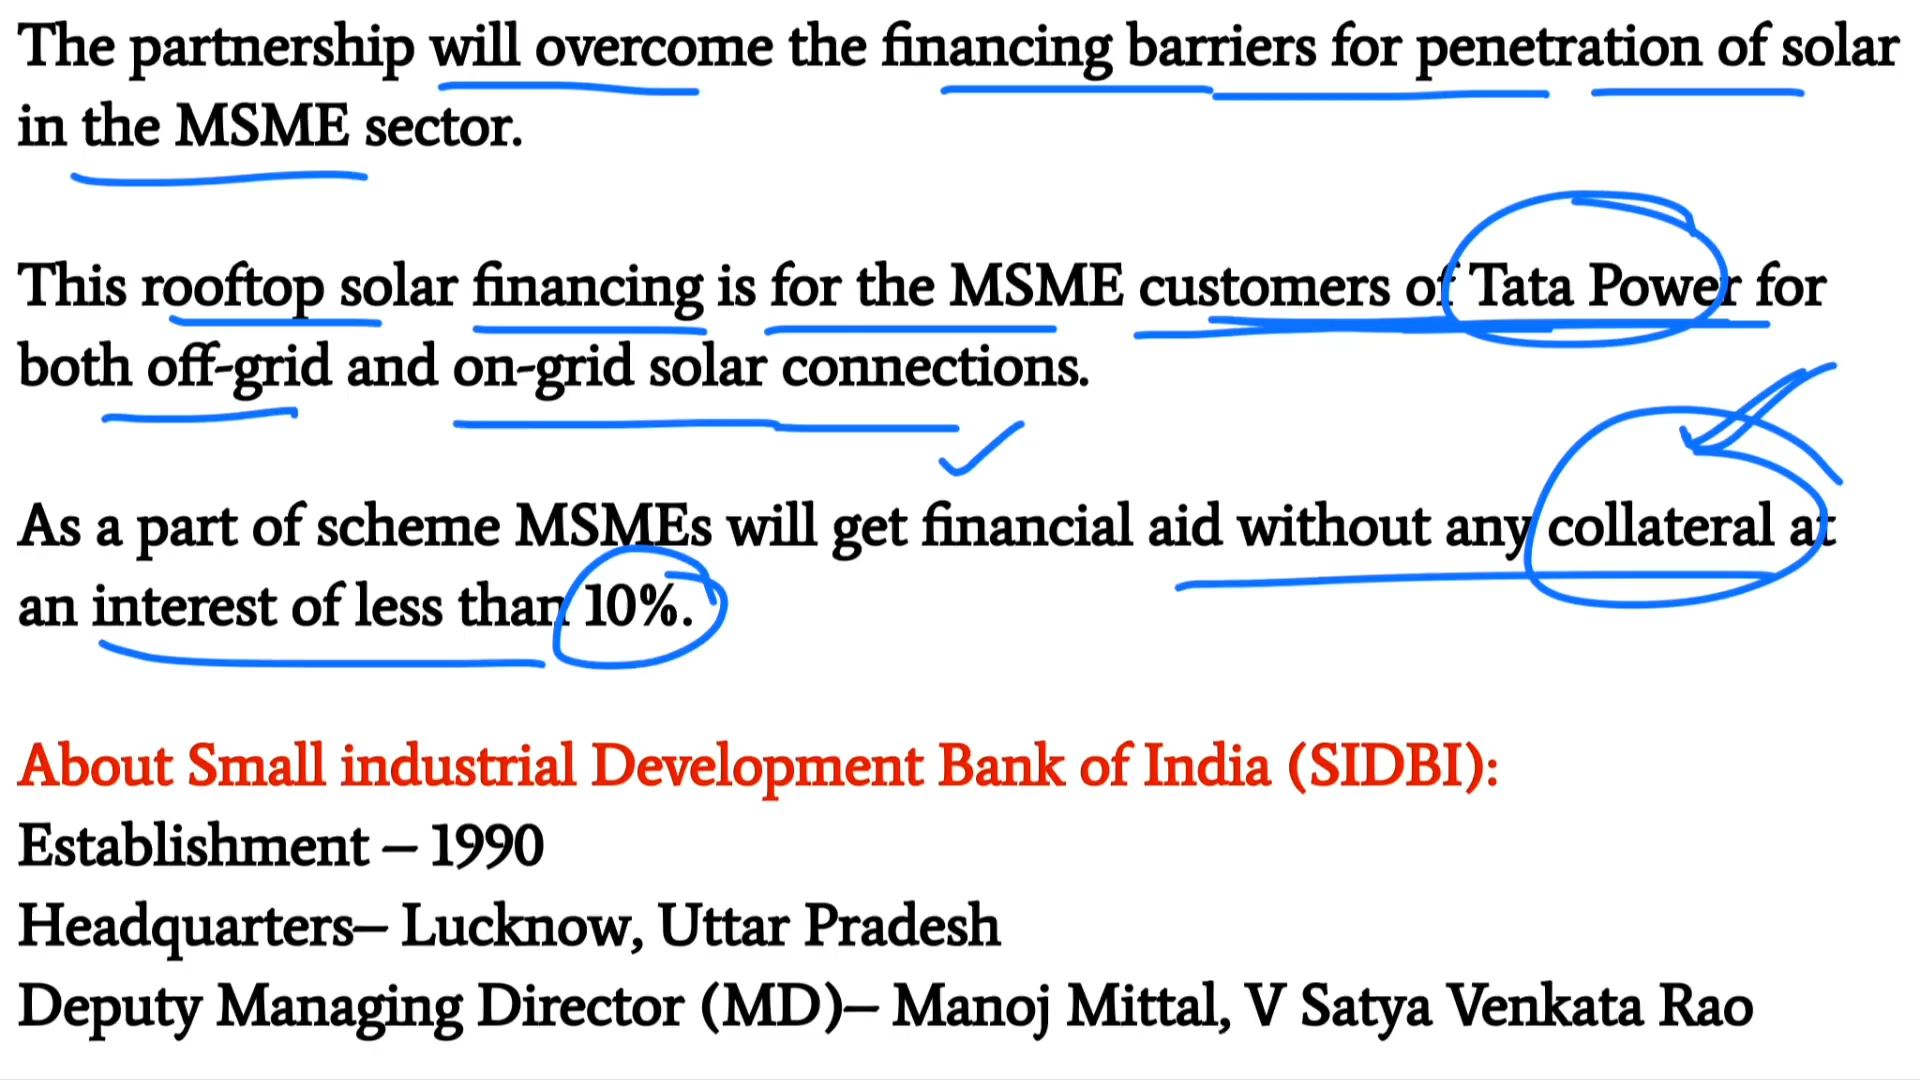 The partnership will overcome the financing barriers for penetration of solar
in the MSME sector.
This rooftop solar financing is for the MSME customers of Tata Power for
both off-grid and on-grid solar connections.
As a part of scheme MSMEs will get financial aid without any collateral at
an interest of less than 10%.
About Small industrial Development Bank of India (SIDBI):
Establishment – 1990
Headquarters– Lucknow, Uttar Pradesh
Deputy Managing Director (MD)– Manoj Mittal, V Satya Venkata Rao